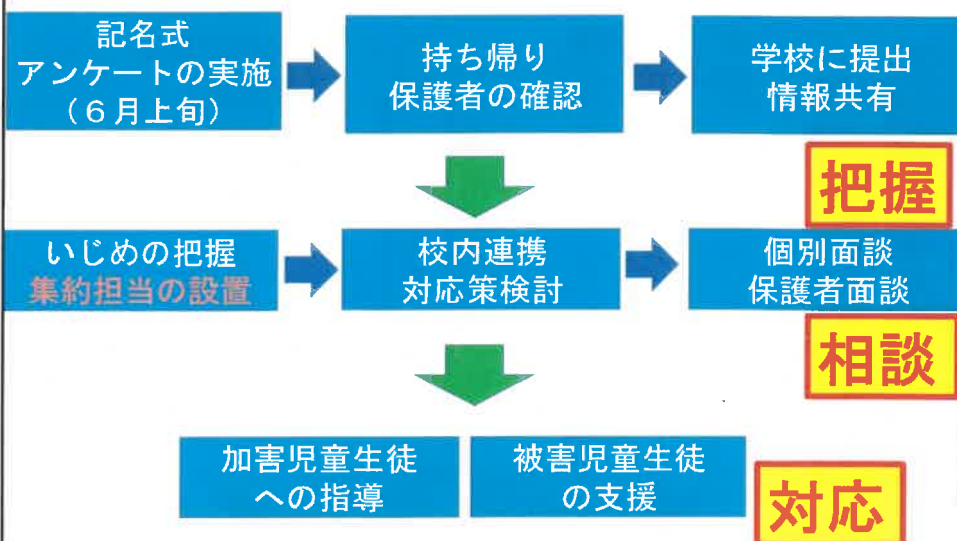 記名式
アンケートの実施
（６月上旬）
持ち帰り
保護者の確認
学校に提出
情報共有
把握
いじめの把握
集約担当の設置
校内連携
対応策検討
個別面談
保護者面談
相談
加害児童生徒
への指導
被害児童生徒
の支援
対応